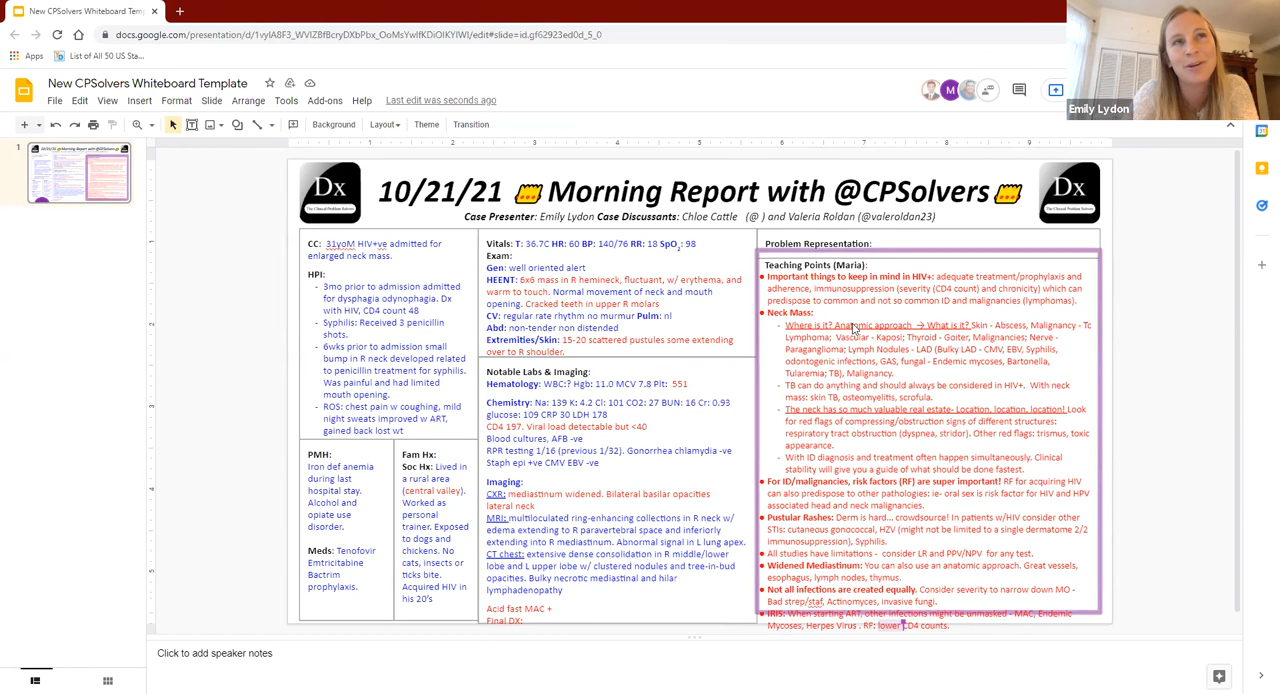 New CPSolvers Whiteboard Temp
docs.google.com/presentation/d/1vylA8F3_WVIZBfBcryDXbPbx_OoMsYwIfKDiOIKYIWI/edit#slide=id.gf62923ed0d_5_0
Apps List of All 50 US Sta...
New CPSolvers Whiteboard Template
File Edit View Insert Format Slide Arrange Tools Add-ons Help Last edit was seconds ago
M
Emily Lydon
Background Layout Theme Transition
1 2 3 4 5 6 7 8 9
1
Dx
The Clinical Problem Solvers
10/21/21 Morning Report with @CPSolvers
Case Presenter: Emily Lydon Case Discussants: Chloe Cattle (@ ) and Valeria Roldan (@valeroldan23)
Dx
The Clinical Problem Solvers
CC: 31yoM HIV+ve admitted for
enlarged neck mass.
HPI:
- 3mo prior to admission admitted
for dysphagia odynophagia. Dx
with HIV, CD4 count 48
- Syphilis: Received 3 penicillin
shots.
- 6wks prior to admission small
bump in R neck developed related
to penicillin treatment for syphilis.
Was painful and had limited
mouth opening.
- ROS: chest pain w coughing, mild
night sweats improved w ART,
gained back lost wt
PMH:
Iron def anemia
during last
hospital stay.
Alcohol and
opiate use
disorder.
Meds: Tenofovir
Emtricitabine
Bactrim
prophylaxis.
Fam Hx:
Soc Hx: Lived in
a rural area
(central valley).
Worked as
personal
trainer. Exposed
to dogs and
chickens. No
cats, insects or
ticks bite.
Acquired HIV in
his 20's
Vitals: T: 36.7C HR: 60 BP: 140/76 RR: 18 SpO2: 98
Exam:
Gen: well oriented alert
HEENT: 6x6 mass in R hemineck, fluctuant, w/ erythema, and
warm to touch. Normal movement of neck and mouth
opening. Cracked teeth in upper R molars
CV: regular rate rhythm no murmur Pulm: nl
Abd: non-tender non distended
Extremities/Skin: 15-20 scattered pustules some extending
over to R shoulder.
Notable Labs & Imaging:
Hematology: WBC:? Hgb: 11.0 MCV 7.8 Plt: 551
Chemistry: Na: 139 K: 4.2 Cl: 101 CO2: 27 BUN: 16 Cr: 0.93
glucose: 109 CRP 30 LDH 178
CD4 197. Viral load detectable but <40
Blood cultures, AFB -ve
RPR testing 1/16 (previous 1/32). Gonorrhea chlamydia -ve
Staph epi +ve CMV EBV -ve
Imaging:
CXR: mediastinum widened. Bilateral basilar opacities
lateral neck
MRI: multiloculated ring-enhancing collections in R neck w/
edema extending to R paravertebral space and inferiorly
extending into R mediastinum. Abnormal signal in L lung apex.
CT chest: extensive dense consolidation in R middle/lower
lobe and L upper lobe w/ clustered nodules and tree-in-bud
opacities. Bulky necrotic mediastinal and hilar
lymphadenopathy
Acid fast MAC +
Final DX:
Problem Representation:
Teaching Points (Maria):
● Important things to keep in mind in HIV+: adequate treatment/prophylaxis and
adherence, immunosuppression (severity (CD4 count) and chronicity) which can
predispose to common and not so common ID and malignancies (lymphomas).
● Neck Mass:
- Where is it? Anatomic approach → What is it? Skin - Abscess, Malignancy - Tc
Lymphoma; Vascular - Kaposi; Thyroid - Goiter, Malignancies; Nerve -
Paraganglioma; Lymph Nodes - LAD (Bulky LAD - CMV, EBV, Syphilis,
odontogenic infections, GAS, fungal - Endemic mycoses, Bartonella,
Tularemia; TB), Malignancy.
- TB can do anything and should always be considered in HIV+. With neck
mass: skin TB, osteomyelitis, scrofula.
- The neck has so much valuable real estate- Location, location, location! Look
for red flags of compressing/obstruction signs of different structures:
respiratory tract obstruction (dyspnea, stridor). Other red flags: trismus, toxic
appearance.
- With ID diagnosis and treatment often happen simultaneously. Clinical
stability will give you a guide of what should be done fastest.
● For ID/malignancies, risk factors (RF) are super important! RF for acquiring HIV
can also predispose to other pathologies: ie- oral sex is risk factor for HIV and HPV
associated head and neck malignancies.
● Pustular Rashes: Derm is hard... crowdsource! In patients w/HIV consider other
STIs: cutaneous gonococcal, HZV (might not be limited to a single dermatome 2/2
immunosuppression), Syphilis.
● All studies have limitations - consider LR and PPV/NPV for any test.
● Widened Mediastinum: You can also use an anatomic approach. Great vessels,
esophagus, lymph nodes, thymus.
● Not all infections are created equally. Consider severity to narrow down MO -
Bad strep/staf, Actinomyces, invasive fungi.
● IRIS: When starting ART, other infections might be unmasked - MAC, Endemic
Mycoses, Herpes Virus . RF: lower CD4 counts.
Click to add speaker notes